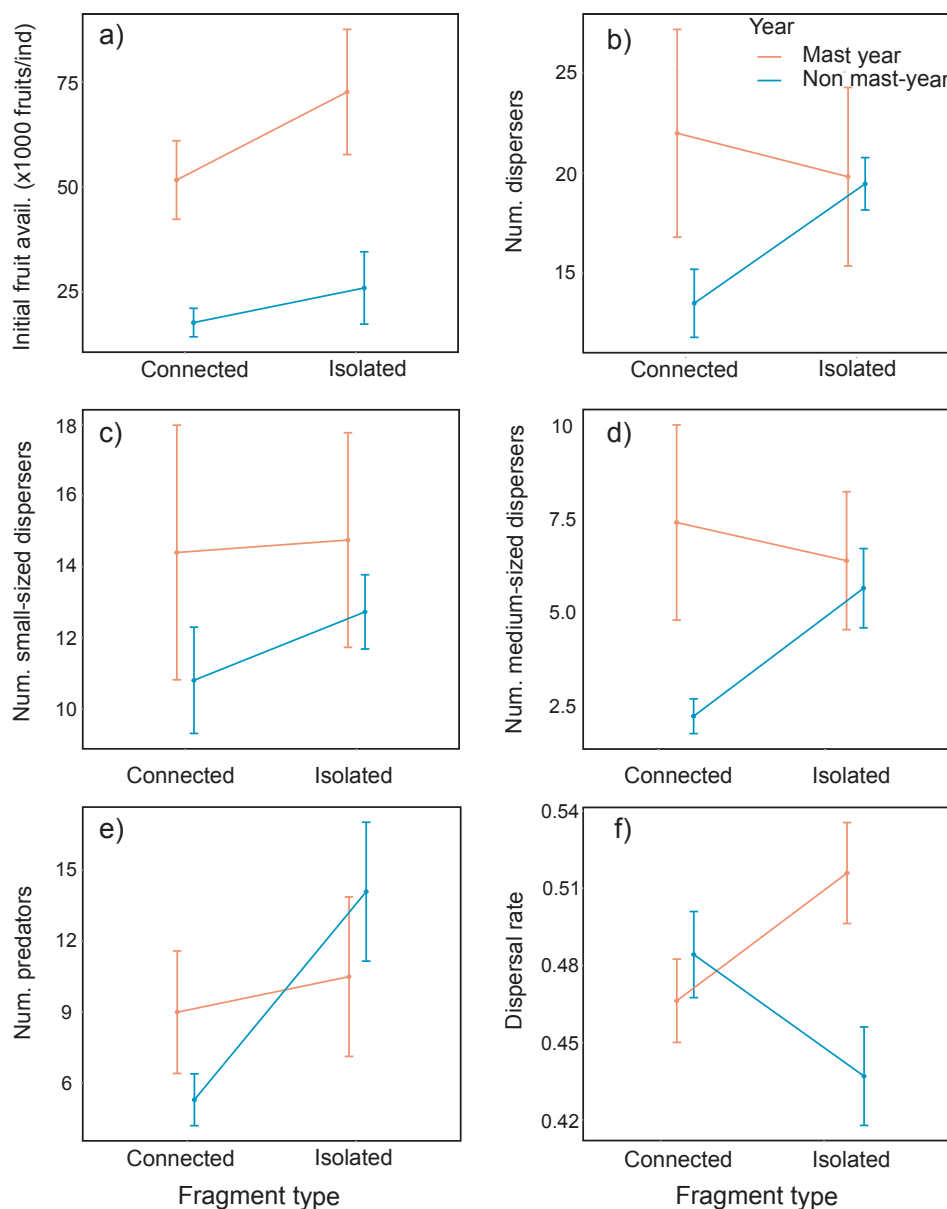 a)
Initial fruit avail. (x1000 fruits/ind)
75
50
25
Connected Isolated
b)
Year
Mast year
Non mast-year
Num. dispersers
25
20
15
Connected Isolated
c)
Num. small-sized dispersers
18
16
14
12
10
Connected Isolated
d)
Num. medium-sized dispersers
10
7.5
5.0
2.5
Connected Isolated
e)
Num. predators
15
12
9
6
Connected Isolated
Fragment type
f)
Dispersal rate
0.54
0.51
0.48
0.45
0.42
Connected Isolated
Fragment type